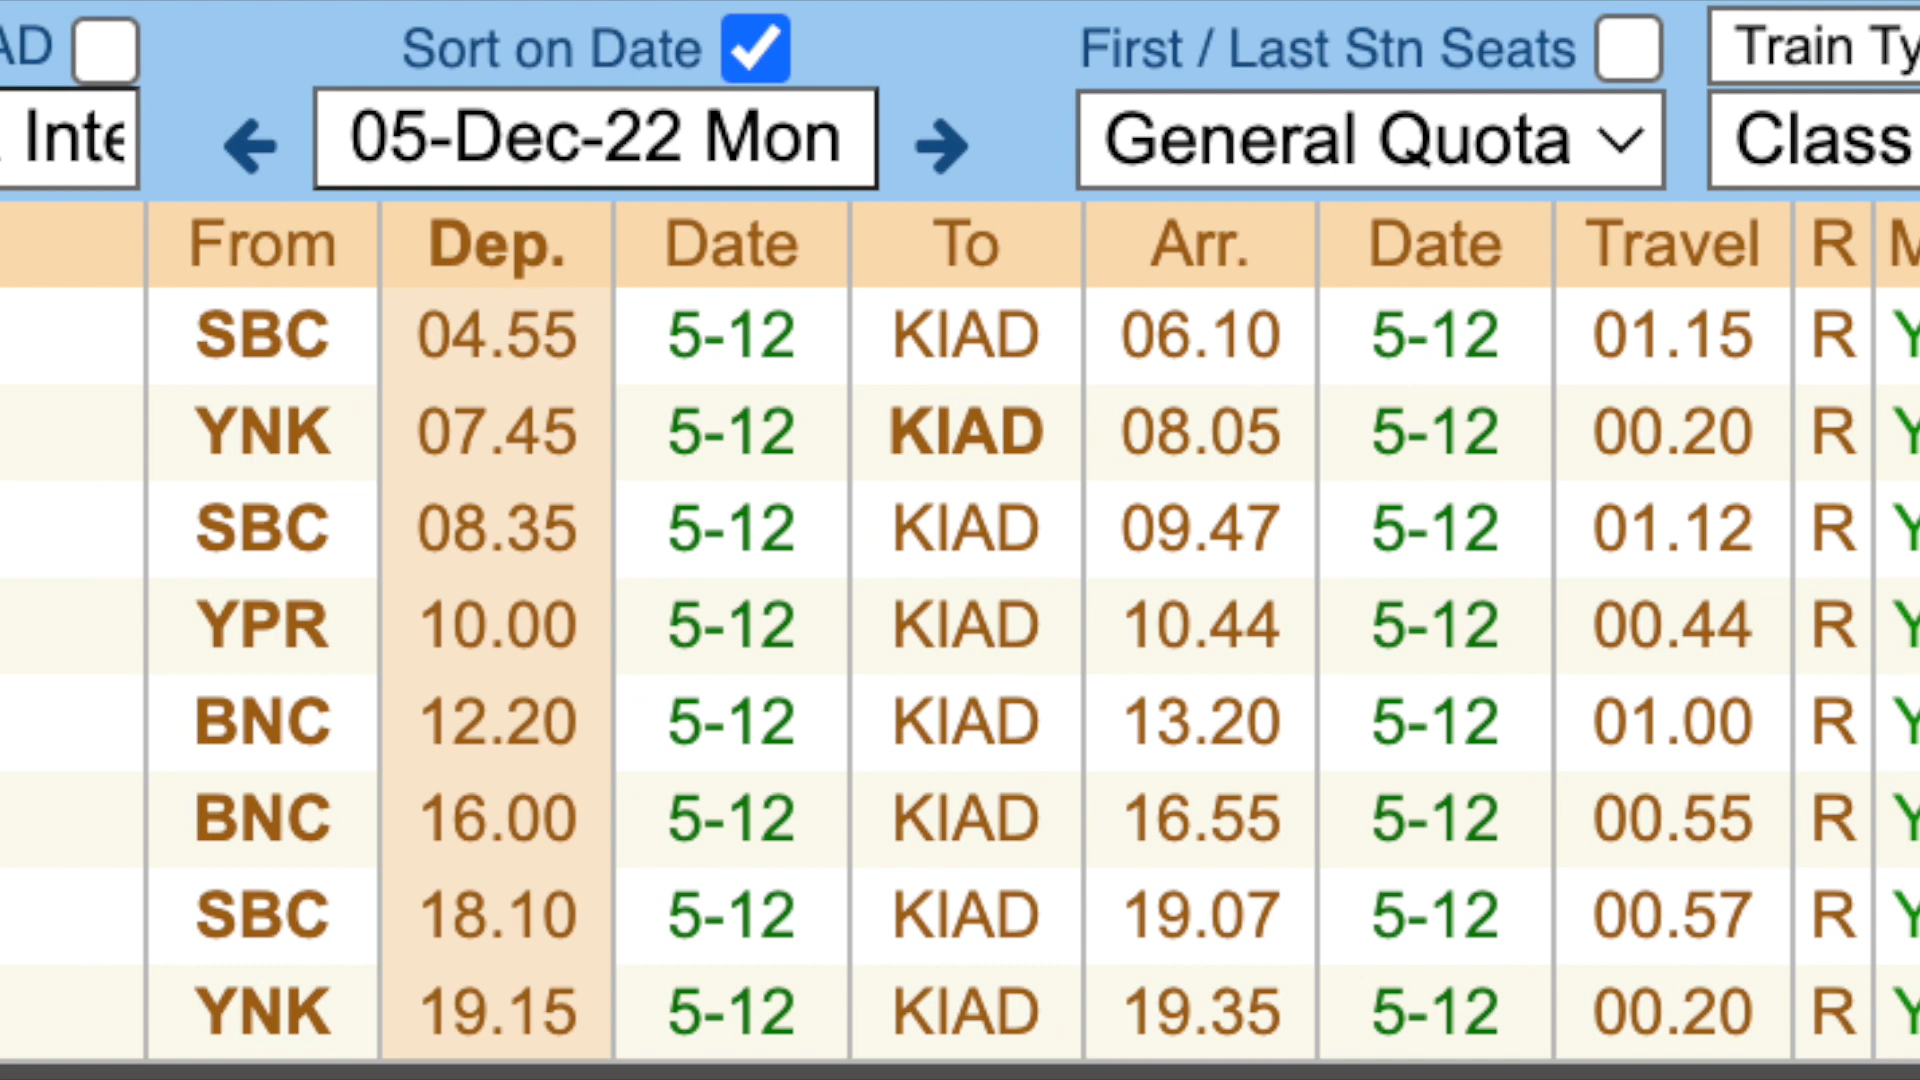 AD Sort on Date First / Last Stn Seats Train Ty
Inte 05-Dec-22 Mon General Quota Class
From Dep. Date To Arr. Date Travel R M
SBC 04.55 5-12 KIAD 06.10 5-12 01.15 R Y
YNK 07.45 5-12 KIAD 08.05 5-12 00.20 R Y
SBC 08.35 5-12 KIAD 09.47 5-12 01.12 R Y
YPR 10.00 5-12 KIAD 10.44 5-12 00.44 R Y
BNC 12.20 5-12 KIAD 13.20 5-12 01.00 R Y
BNC 16.00 5-12 KIAD 16.55 5-12 00.55 R Y
SBC 18.10 5-12 KIAD 19.07 5-12 00.57 R Y
YNK 19.15 5-12 KIAD 19.35 5-12 00.20 R Y